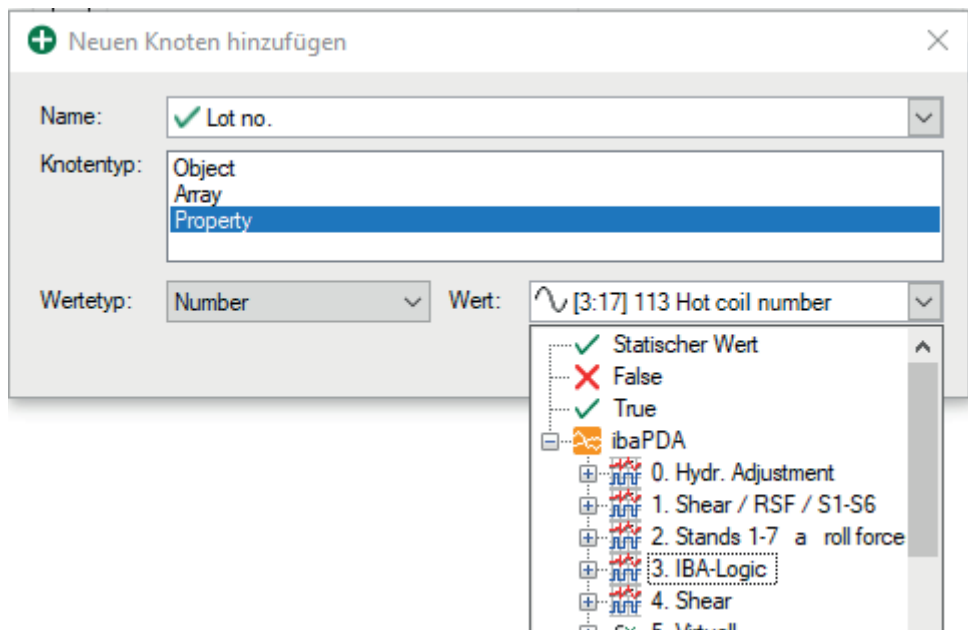 Neuen Knoten hinzufügen
Name: Lot no.
Knotentyp: Object
Array
Property
Wertetyp: Number Wert: [3:17] 113 Hot coil number
Statischer Wert
False
True
ibaPDA
0. Hydr. Adjustment
1. Shear / RSF / S1-S6
2. Stands 1-7 a roll force
3. IBA-Logic
4. Shear